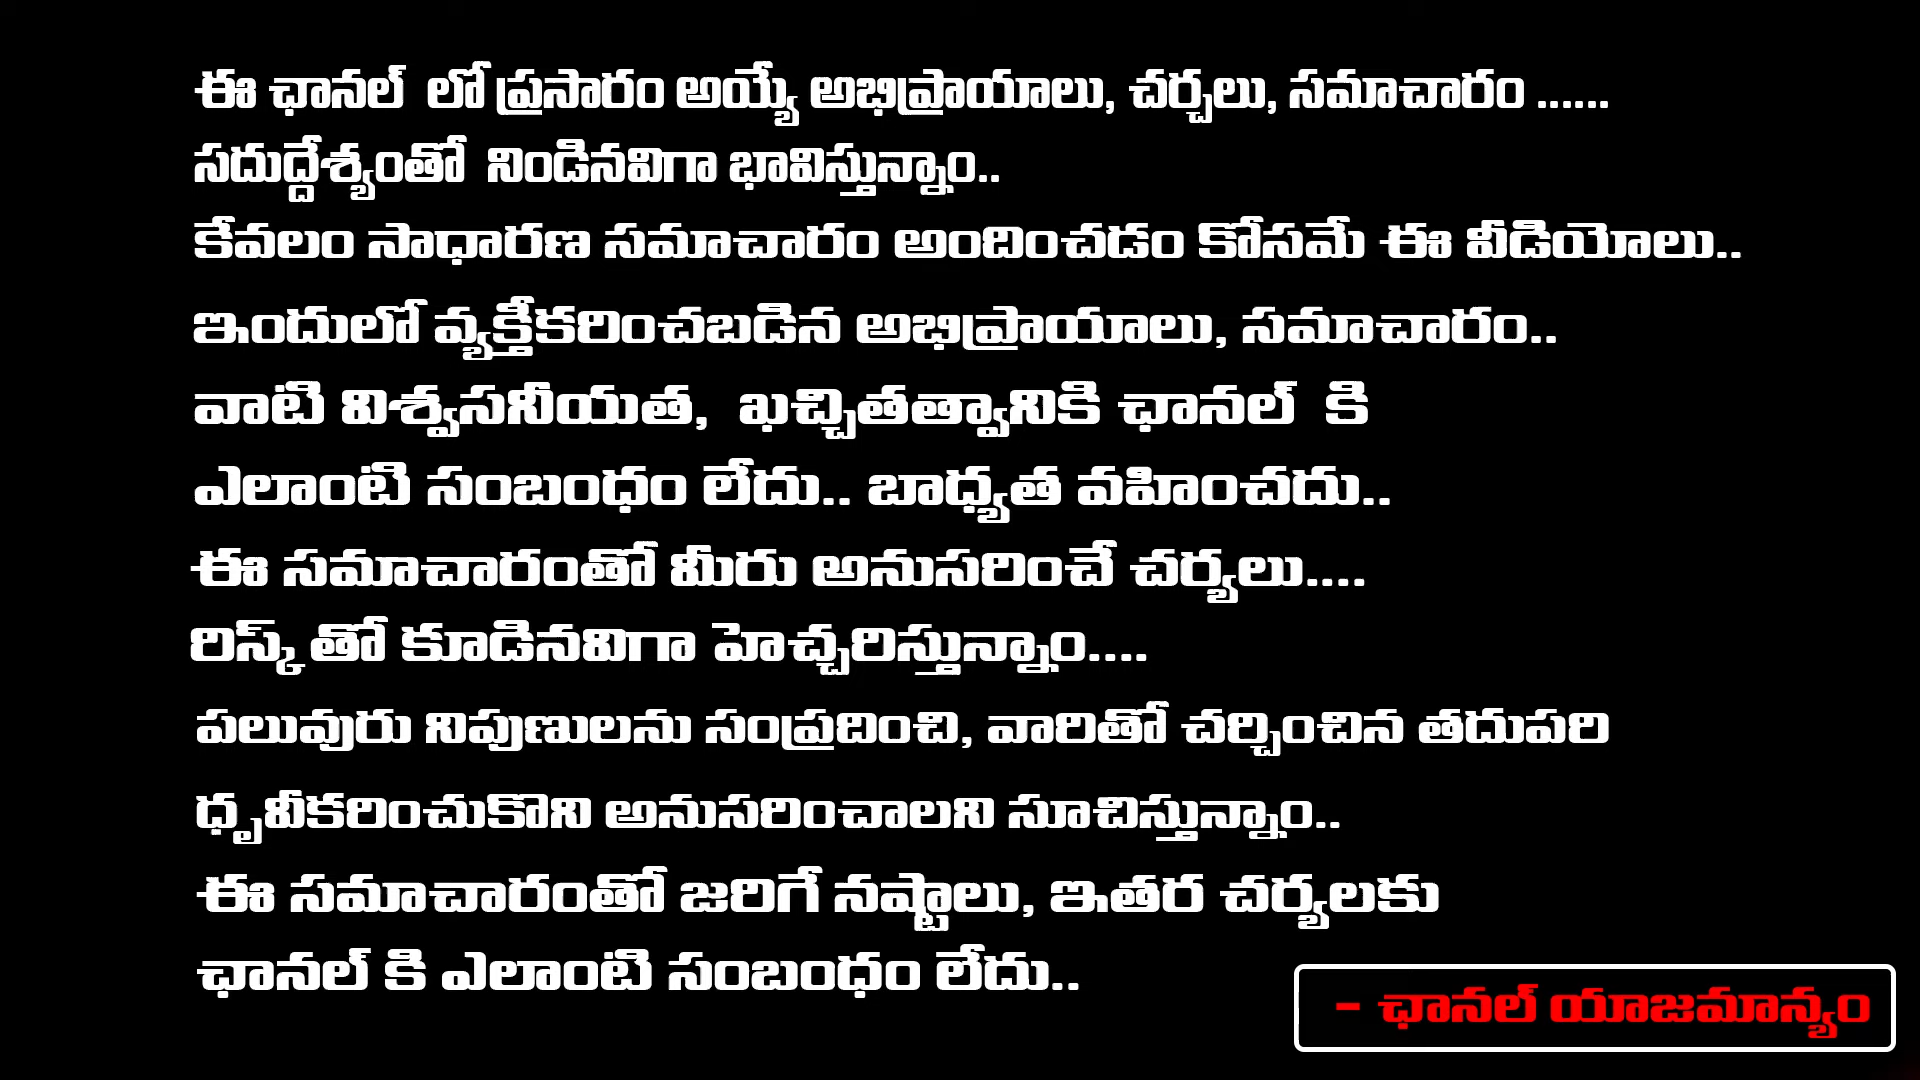 ఈ ఛానల్ లో ప్రసారం అయ్యే అభిప్రాయాలు, చర్చలు, సమాచారం ......
సదుద్దేశ్యంతో నిండినవిగా భావిస్తున్నాం..
కేవలం సాధారణ సమాచారం అందించడం కోసమే ఈ వీడియోలు..
ఇందులో వ్యక్తీకరించబడిన అభిప్రాయాలు, సమాచారం..
వాటి విశ్వసనీయత, ఖచ్చితత్వానికి ఛానల్ కి
ఎలాంటి సంబంధం లేదు.. బాధ్యత వహించదు..
ఈ సమాచారంతో మీరు అనుసరించే చర్యలు....
రిస్క్ తో కూడినవిగా హెచ్చరిస్తున్నాం....
పలువురు నిపుణులను సంప్రదించి, వారితో చర్చించిన తదుపరి
ధృవీకరించుకొని అనుసరించాలని సూచిస్తున్నాం..
ఈ సమాచారంతో జరిగే నష్టాలు, ఇతర చర్యలకు
ఛానల్ కి ఎలాంటి సంబంధం లేదు..
- ఛానల్ యాజమాన్యం